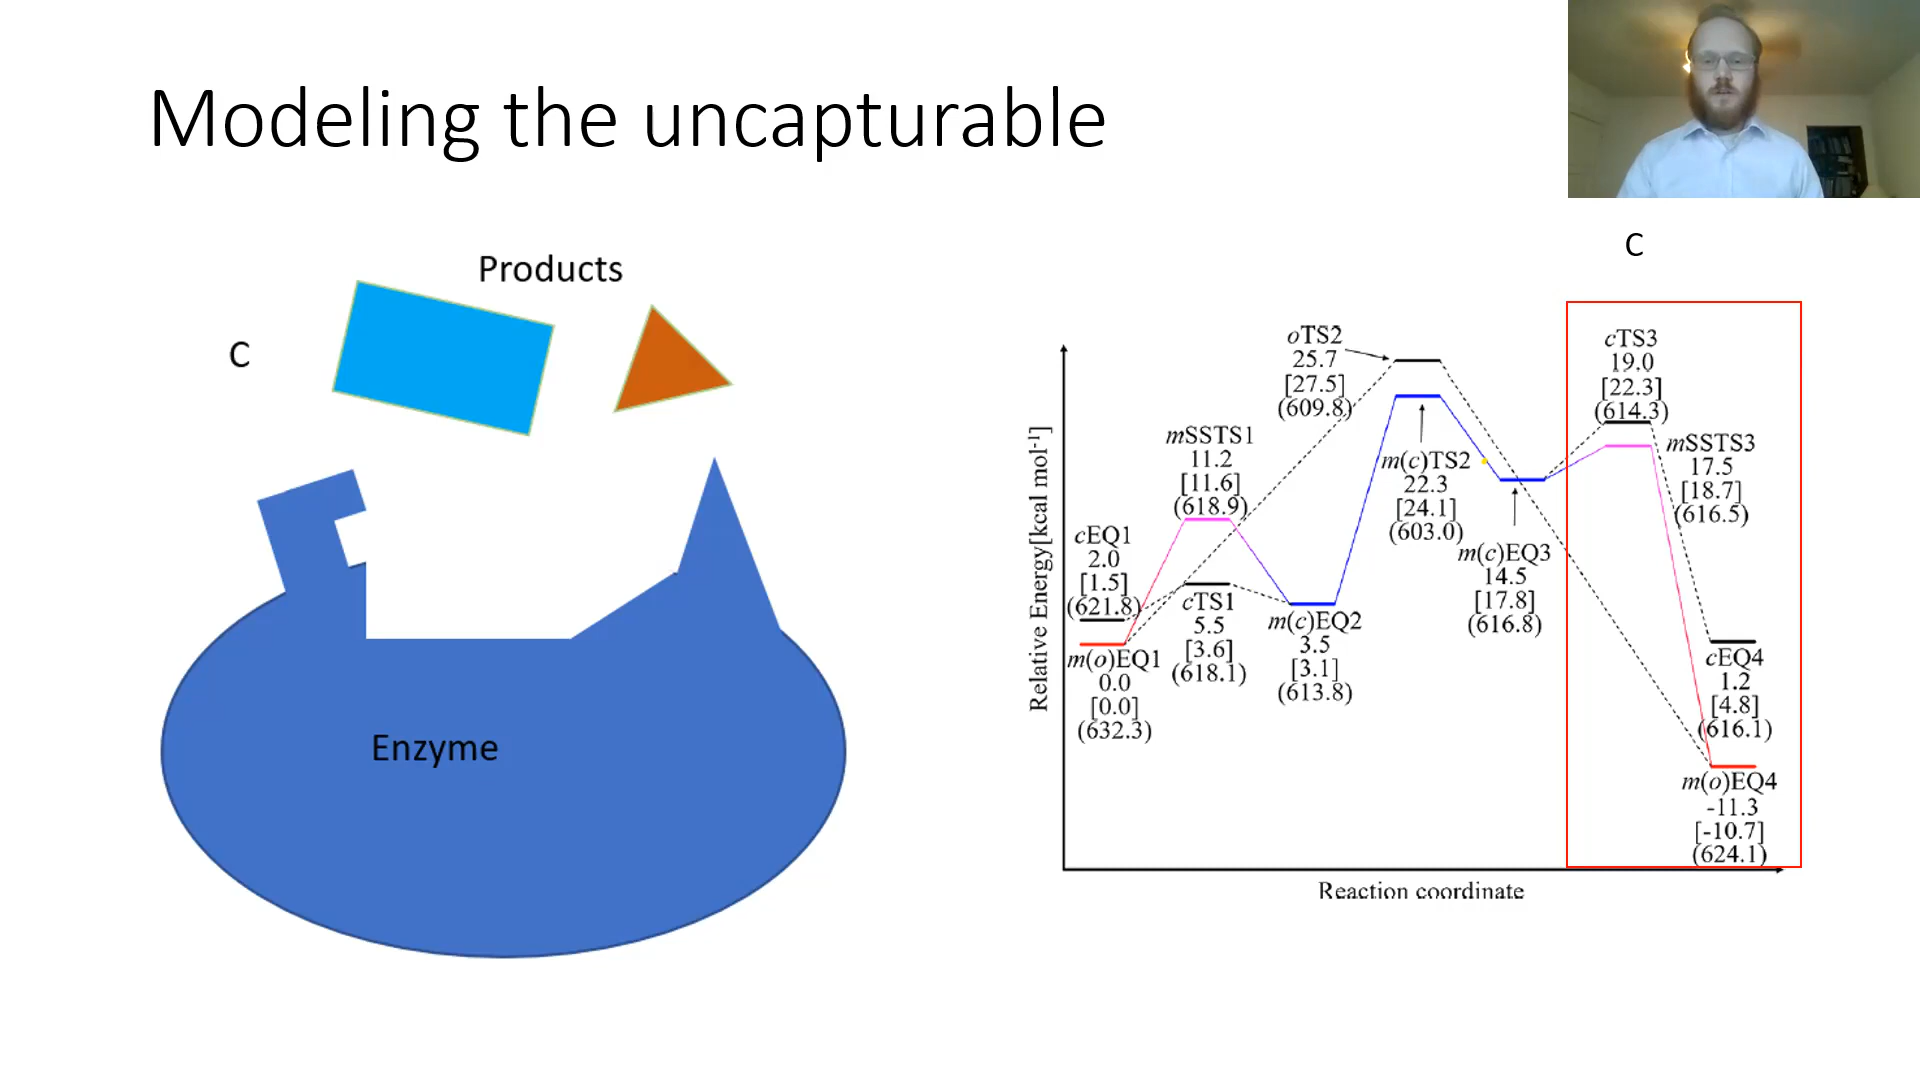 Modeling the uncapturable
Products
C
Enzyme
C
Relative Energy[kcal mol-1]
cEQ1
2.0
[1.5]
(621.8)
m(o)EQ1
0.0
[0.0]
(632.3)
mSSTS1
11.2
[11.6]
(618.9)
cTS1
5.5
[3.6]
(618.1)
oTS2
25.7
[27.5]
(609.8)
m(c)EQ2
3.5
[3.1]
(613.8)
m(c)TS2
22.3
[24.1]
(603.0)
m(c)EQ3
14.5
[17.8]
(616.8)
cTS3
19.0
[22.3]
(614.3)
mSSTS3
17.5
[18.7]
(616.5)
cEQ4
1.2
[4.8]
(616.1)
m(o)EQ4
-11.3
[-10.7]
(624.1)
Reaction coordinate